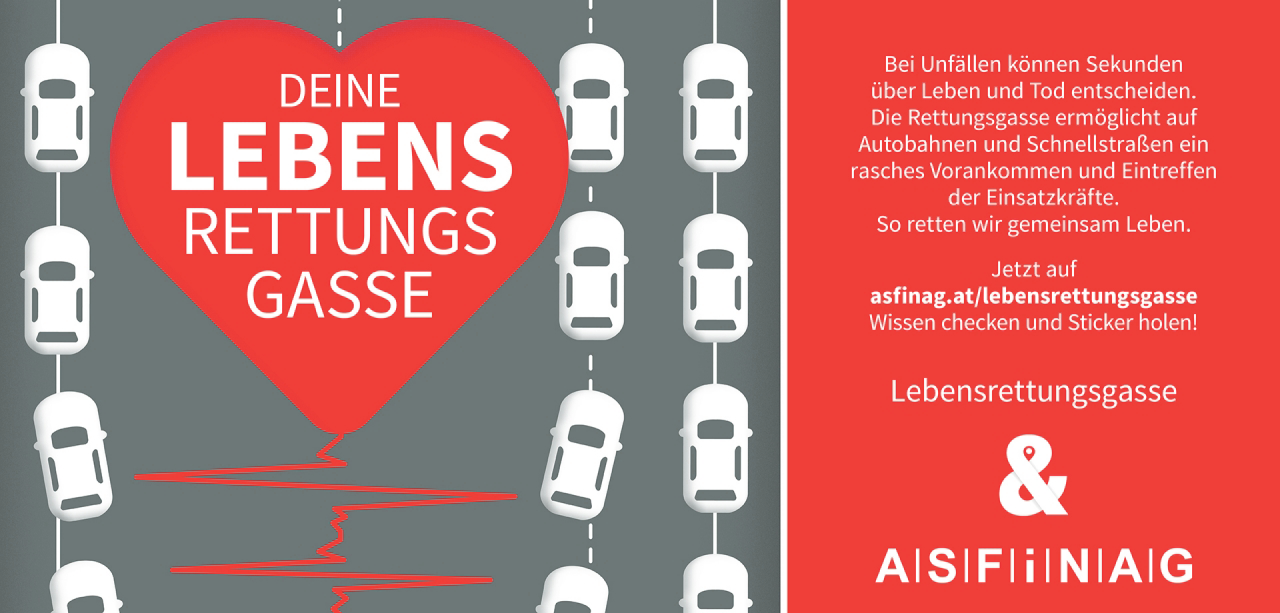 DEINE
LEBENS
RETTUNGS
GASSE
Bei Unfällen können Sekunden
über Leben und Tod entscheiden.
Die Rettungsgasse ermöglicht auf
Autobahnen und Schnellstraßen ein
rasches Vorankommen und Eintreffen
der Einsatzkräfte.
So retten wir gemeinsam Leben.
Jetzt auf
asfinag.at/lebensrettungsgasse
Wissen checken und Sticker holen!
Lebensrettungsgasse
&
A|S|F|i|N|A|G